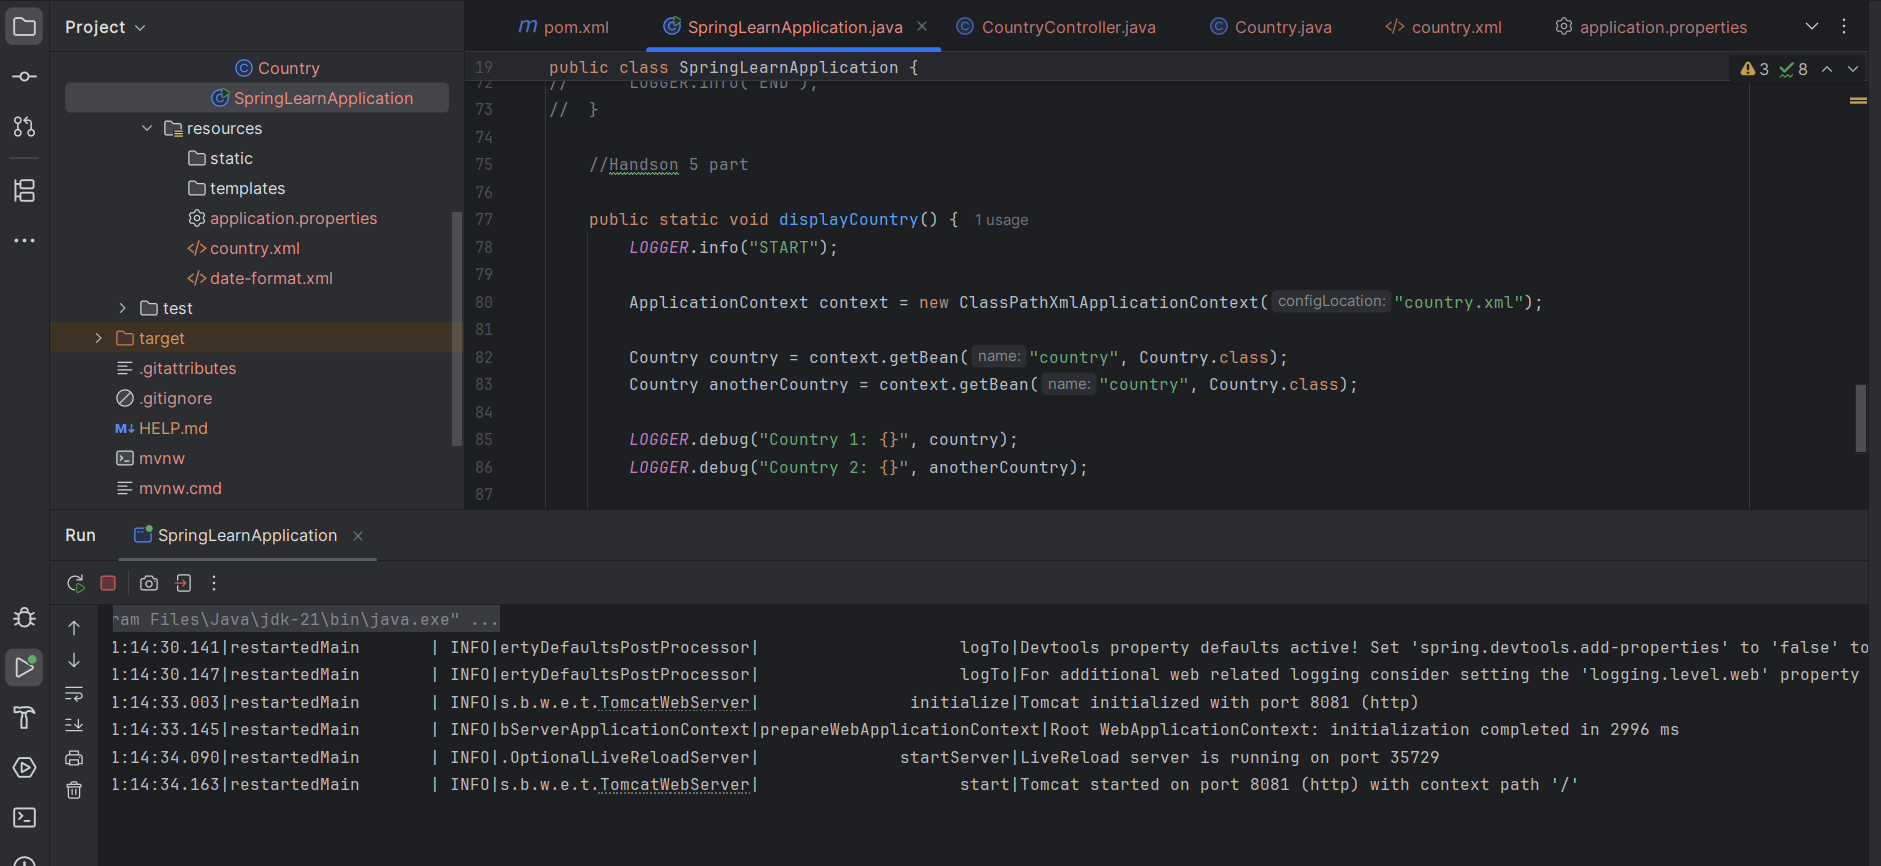 Project
pom.xml
SpringLearnApplication.java
CountryController.java
Country.java
country.xml
application.properties
Country
SpringLearnApplication
resources
static
templates
application.properties
country.xml
date-format.xml
test
target
.gitattributes
.gitignore
M↓ HELP.md
mvnw
mvnw.cmd
19 public class SpringLearnApplication {
3 8
72 // LOGGER.info("END");
73 // }
74
75 //Handson 5 part
76
77 public static void displayCountry() { 1 usage
78 LOGGER.info("START");
79
80 ApplicationContext context = new ClassPathXmlApplicationContext( configLocation: "country.xml");
81
82 Country country = context.getBean( name: "country", Country.class);
83 Country anotherCountry = context.getBean( name: "country", Country.class);
84
85 LOGGER.debug("Country 1: {}", country);
86 LOGGER.debug("Country 2: {}", anotherCountry);
87
Run SpringLearnApplication
ram Files\Java\jdk-21\bin\java.exe" ...
1:14:30.141|restartedMain | INFO|ertyDefaultsPostProcessor| logTo|Devtools property defaults active! Set 'spring.devtools.add-properties' to 'false' to
1:14:30.147|restartedMain | INFO|ertyDefaultsPostProcessor| logTo|For additional web related logging consider setting the 'logging.level.web' property
1:14:33.003|restartedMain | INFO|s.b.w.e.t.TomcatWebServer| initialize|Tomcat initialized with port 8081 (http)
1:14:33.145|restartedMain | INFO|bServerApplicationContext|prepareWebApplicationContext|Root WebApplicationContext: initialization completed in 2996 ms
1:14:34.090|restartedMain | INFO|.OptionalLiveReloadServer| startServer|LiveReload server is running on port 35729
1:14:34.163|restartedMain | INFO|s.b.w.e.t.TomcatWebServer| start|Tomcat started on port 8081 (http) with context path '/'